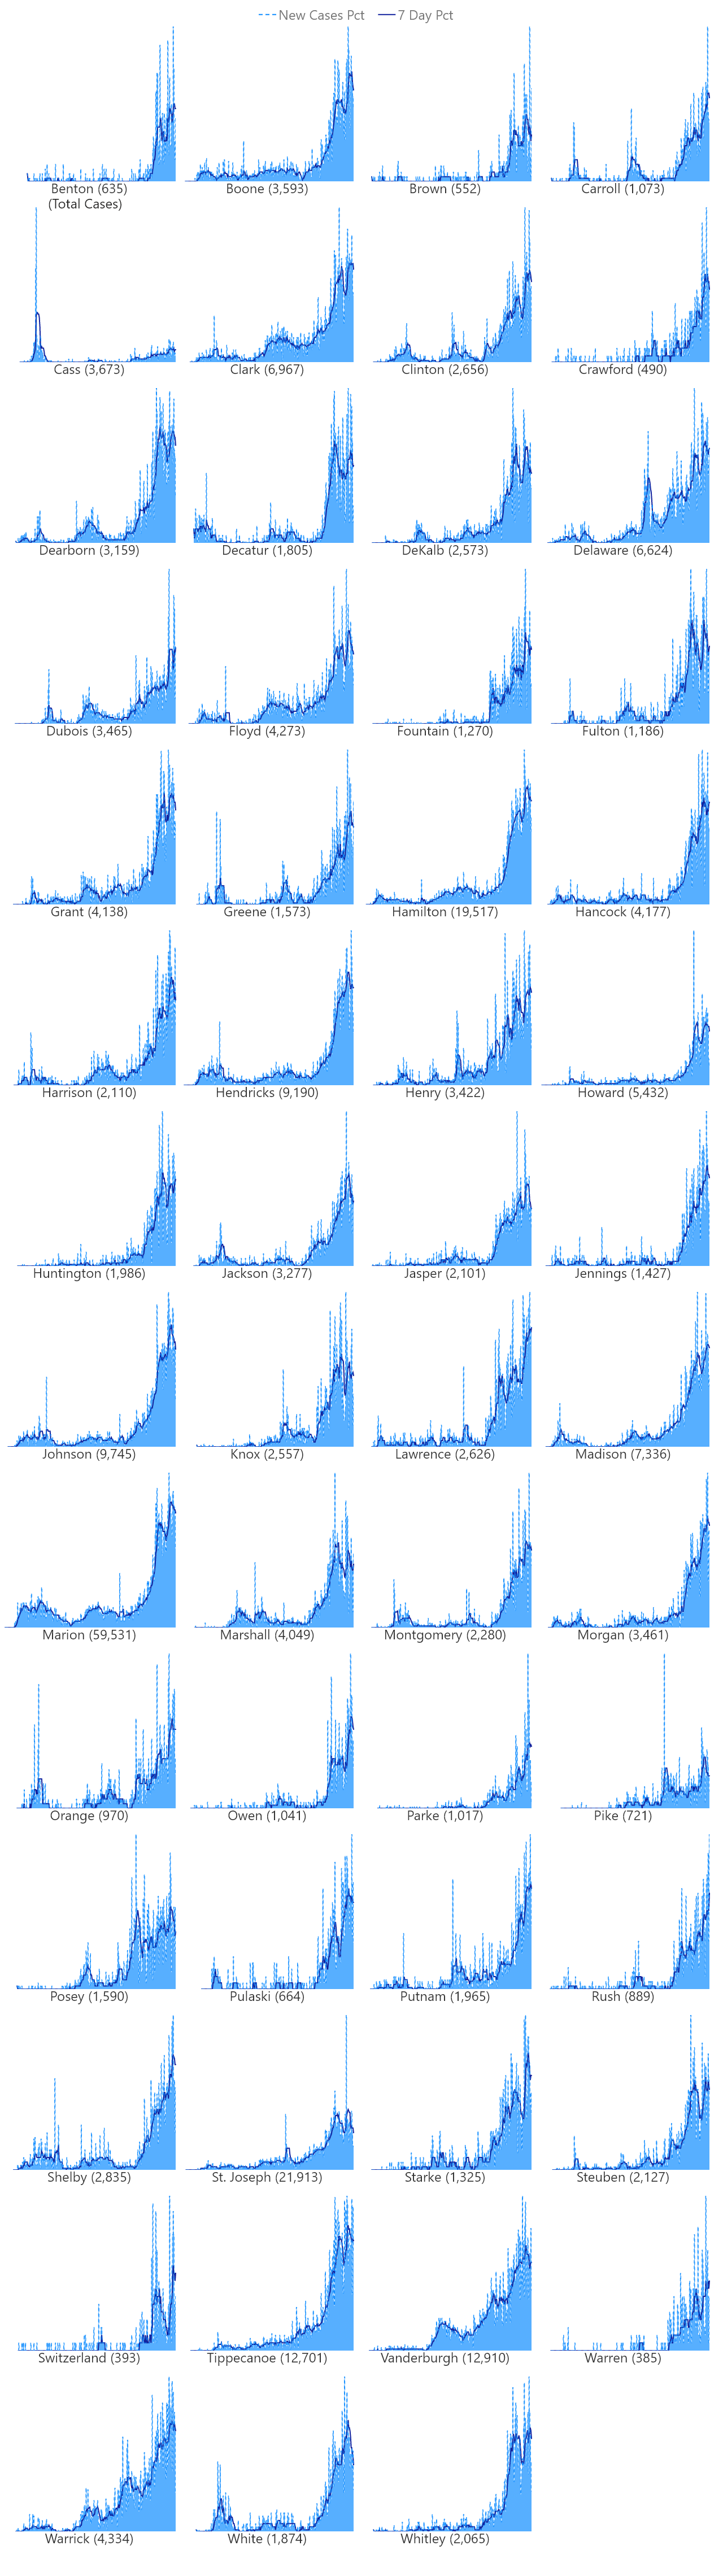 New Cases Pct 7 Day Pct
Benton (635) Boone (3,593) Brown (552) Carroll (1,073)
(Total Cases)
Cass (3,673) Clark (6,967) Clinton (2,656) Crawford (490)
Dearborn (3,159) Decatur (1,805) DeKalb (2,573) Delaware (6,624)
Dubois (3,465) Floyd (4,273) Fountain (1,270) Fulton (1,186)
Grant (4,138) Greene (1,573) Hamilton (19,517) Hancock (4,177)
Harrison (2,110) Hendricks (9,190) Henry (3,422) Howard (5,432)
Huntington (1,986) Jackson (3,277) Jasper (2,101) Jennings (1,427)
Johnson (9,745) Knox (2,557) Lawrence (2,626) Madison (7,336)
Marion (59,531) Marshall (4,049) Montgomery (2,280) Morgan (3,461)
Orange (970) Owen (1,041) Parke (1,017) Pike (721)
Posey (1,590) Pulaski (664) Putnam (1,965) Rush (889)
Shelby (2,835) St. Joseph (21,913) Starke (1,325) Steuben (2,127)
Switzerland (393) Tippecanoe (12,701) Vanderburgh (12,910) Warren (385)
Warrick (4,334) White (1,874) Whitley (2,065)